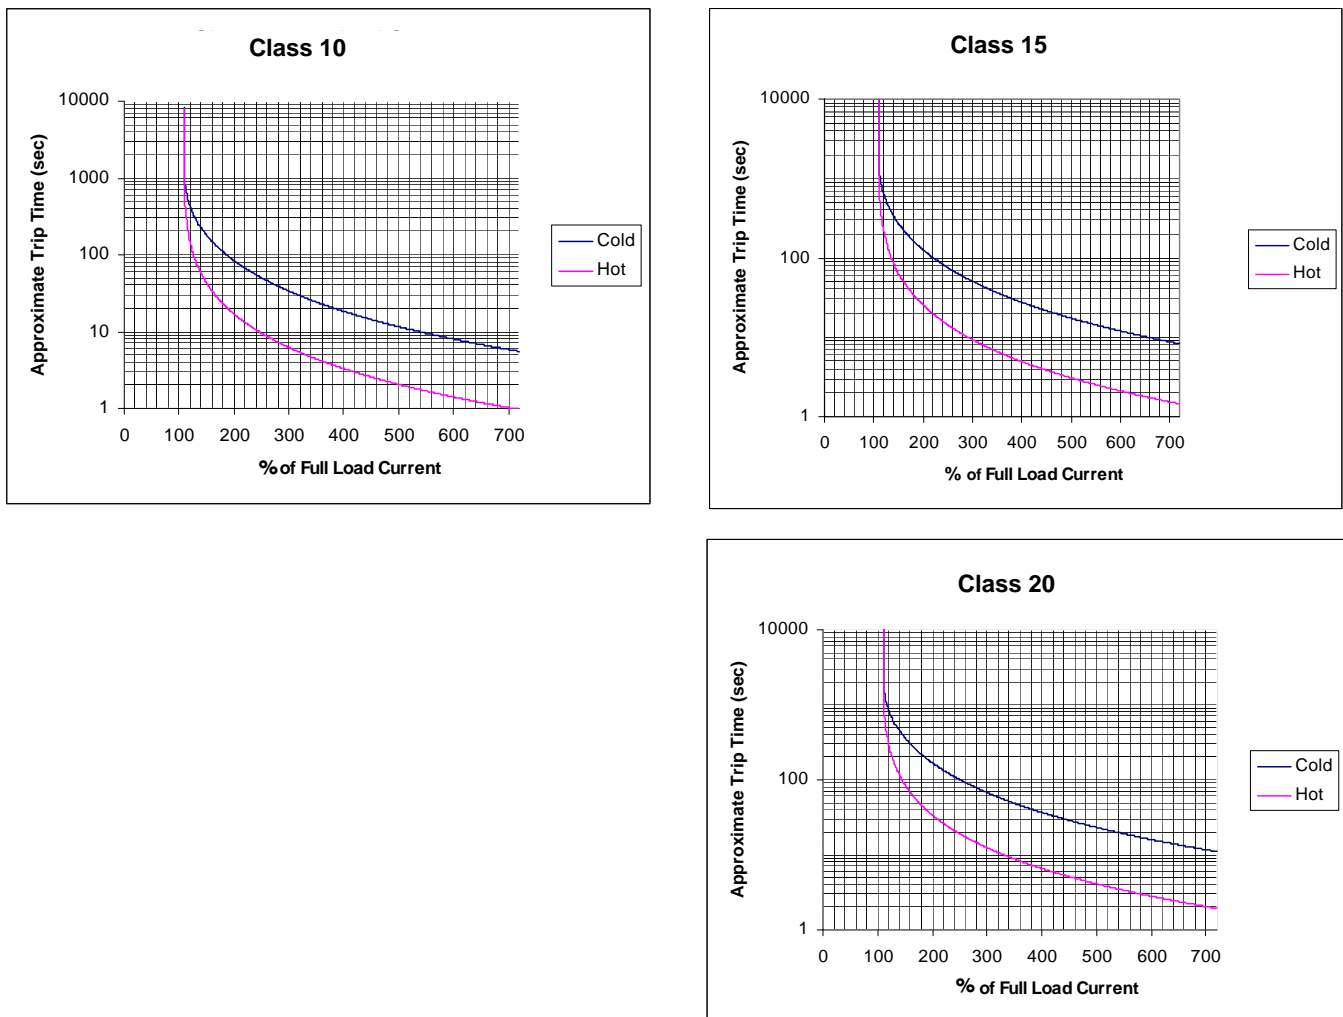 Class 10
10000
1000
100
10
1
0 100 200 300 400 500 600 700
Approximate Trip Time (sec)
% of Full Load Current
Cold
Hot
Class 15
10000
100
1
0 100 200 300 400 500 600 700
Approximate Trip Time (sec)
% of Full Load Current
Cold
Hot
Class 20
10000
100
1
0 100 200 300 400 500 600 700
Approximate Trip Time (sec)
% of Full Load Current
Cold
Hot